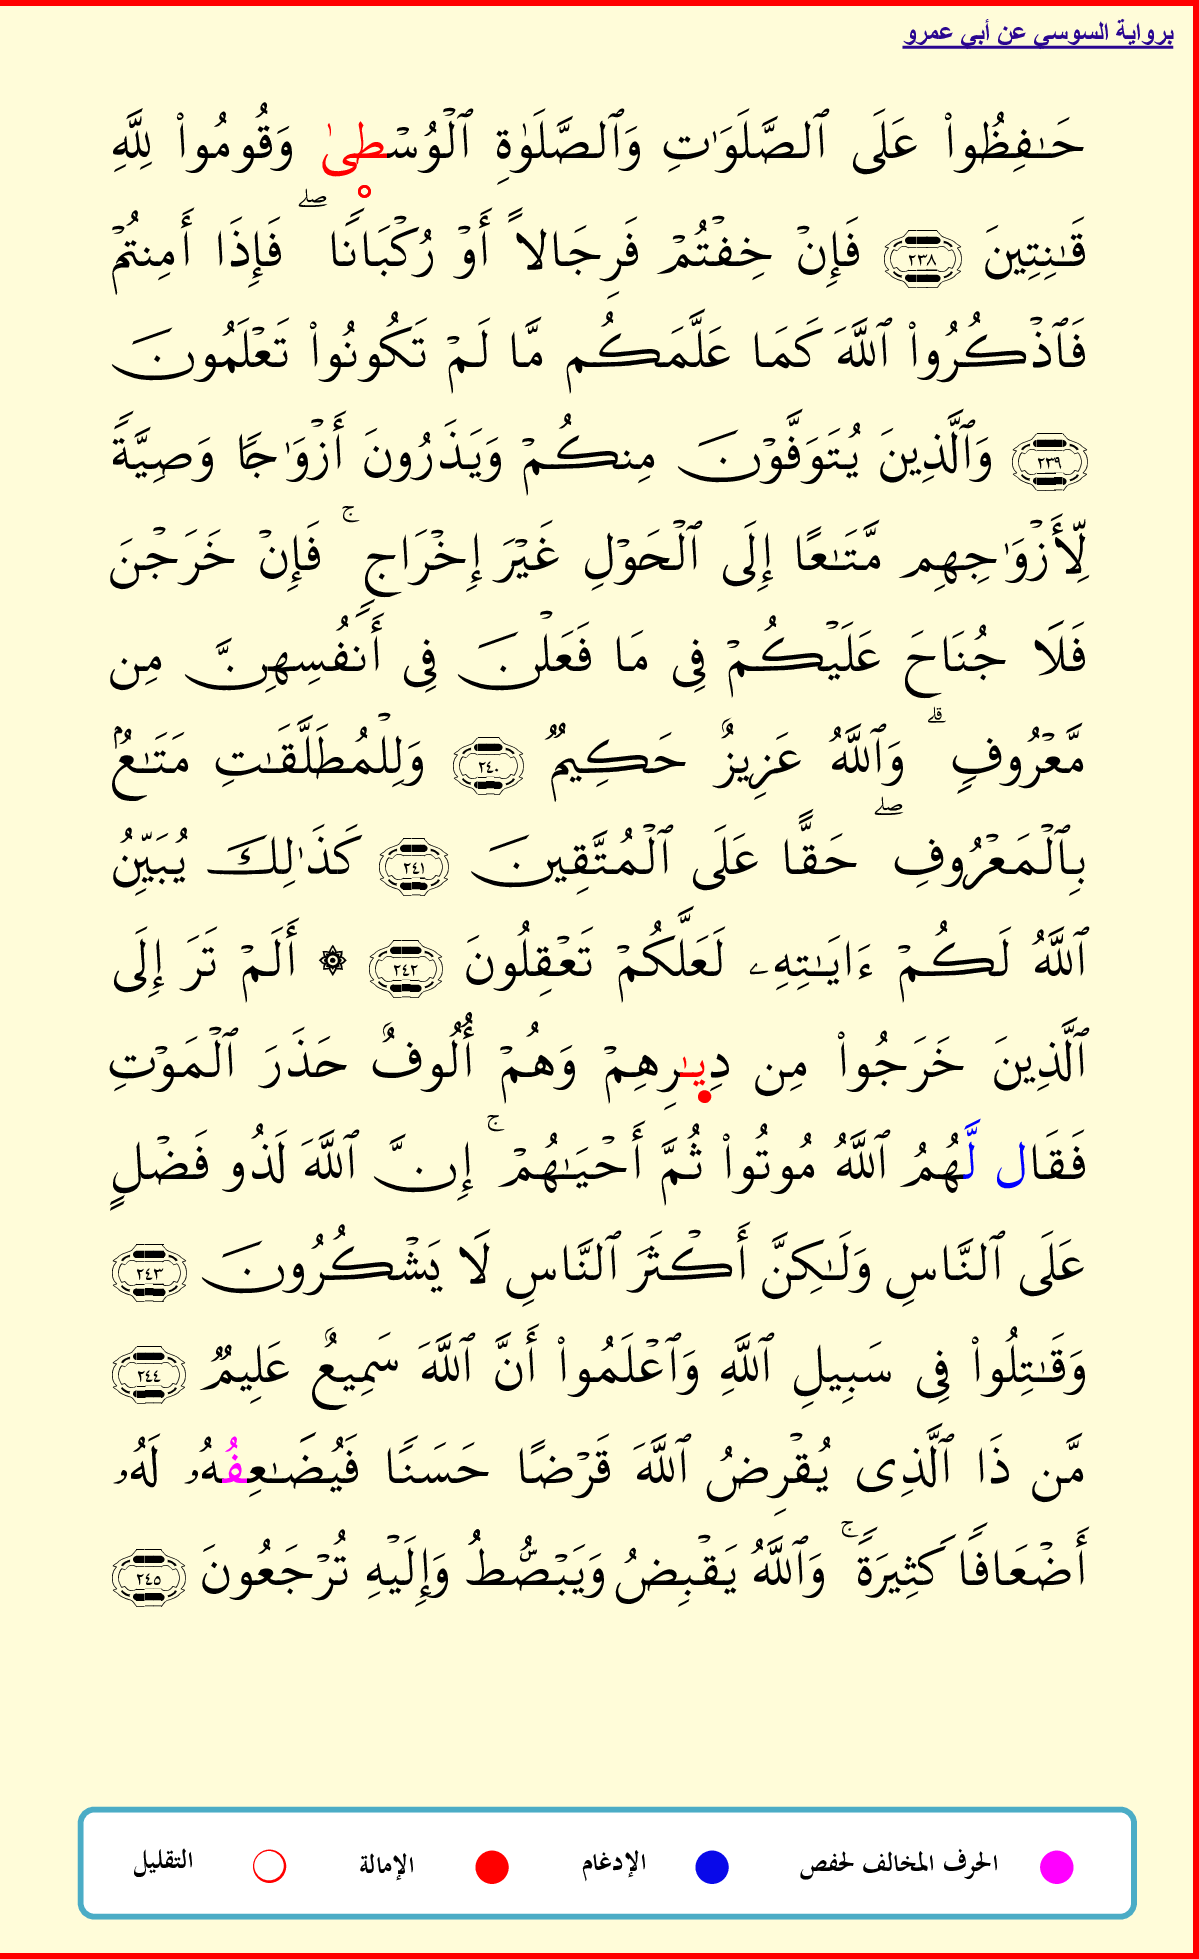 برواية السوسي عن أبي عمرو
حَـٰفِظُوا۟ عَلَى ٱلصَّلَوَٰتِ وَٱلصَّلَوٰةِ ٱلْوُسْطِىٰ وَقُومُوا۟ لِلَّهِ
قَـٰنِتِينَ ٢٣٨ فَإِنْ خِفْتُمْ فَرِجَالاً أَوْ رُكْبَانًا ۖ فَإِذَا أَمِنتُمْ
فَٱذْكُرُوا۟ ٱللَّهَ كَمَا عَلَّمَكُم مَّا لَمْ تَكُونُوا۟ تَعْلَمُونَ
٢٣٩ وَٱلَّذِينَ يُتَوَفَّوْنَ مِنكُمْ وَيَذَرُونَ أَزْوَٰجًا وَصِيَّةً
لِّأَزْوَٰجِهِم مَّتَـٰعًا إِلَى ٱلْحَوْلِ غَيْرَ إِخْرَاجٍ ۚ فَإِنْ خَرَجْنَ
فَلَا جُنَاحَ عَلَيْكُمْ فِى مَا فَعَلْنَ فِى أَنفُسِهِنَّ مِن
مَّعْرُوفٍ ۗ وَٱللَّهُ عَزِيزٌ حَكِيمٌ ٢٤٠ وَلِلْمُطَلَّقَـٰتِ مَتَـٰعُۢ
بِٱلْمَعْرُوفِ ۖ حَقًّا عَلَى ٱلْمُتَّقِينَ ٢٤١ كَذَٰلِكَ يُبَيِّنُ
ٱللَّهُ لَكُمْ ءَايَـٰتِهِۦ لَعَلَّكُمْ تَعْقِلُونَ ٢٤٢ ۞ أَلَمْ تَرَ إِلَى
ٱلَّذِينَ خَرَجُوا۟ مِن دِيـٰرِهِمْ وَهُمْ أُلُوفٌ حَذَرَ ٱلْمَوْتِ
فَقَال لَّهُمُ ٱللَّهُ مُوتُوا۟ ثُمَّ أَحْيَـٰهُمْ ۚ إِنَّ ٱللَّهَ لَذُو فَضْلٍ
عَلَى ٱلنَّاسِ وَلَـٰكِنَّ أَكْثَرَ ٱلنَّاسِ لَا يَشْكُرُونَ ٢٤٣
وَقَـٰتِلُوا۟ فِى سَبِيلِ ٱللَّهِ وَٱعْلَمُوا۟ أَنَّ ٱللَّهَ سَمِيعٌ عَلِيمٌ ٢٤٤
مَّن ذَا ٱلَّذِى يُقْرِضُ ٱللَّهَ قَرْضًا حَسَنًا فَيُضَـٰعِفُهُۥ لَهُۥ
أَضْعَافًا كَثِيرَةً ۚ وَٱللَّهُ يَقْبِضُ وَيَبْصُۜطُ وَإِلَيْهِ تُرْجَعُونَ ٢٤٥
الحرف المخالف لحفص الإدغام الإمالة التقليل